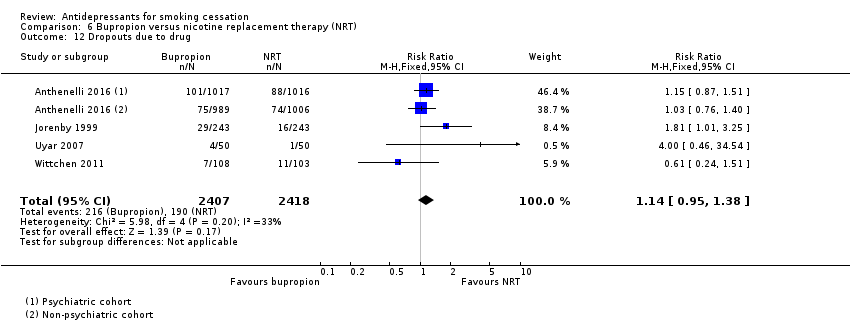 Review: Antidepressants for smoking cessation
Comparison: 6 Bupropion versus nicotine replacement therapy (NRT)
Outcome: 12 Dropouts due to drug
Study or subgroup Bupropion NRT Risk Ratio Weight Risk Ratio
n/N n/N M-H,Fixed,95% CI M-H,Fixed,95% CI
Anthenelli 2016 (1) 101/1017 88/1016 46.4 % 1.15 [ 0.87, 1.51 ]
Anthenelli 2016 (2) 75/989 74/1006 38.7 % 1.03 [ 0.76, 1.40 ]
Jorenby 1999 29/243 16/243 8.4 % 1.81 [ 1.01, 3.25 ]
Uyar 2007 4/50 1/50 0.5 % 4.00 [ 0.46, 34.54 ]
Wittchen 2011 7/108 11/103 5.9 % 0.61 [ 0.24, 1.51 ]
Total (95% CI) 2407 2418 100.0 % 1.14 [ 0.95, 1.38 ]
Total events: 216 (Bupropion), 190 (NRT)
Heterogeneity: Chi² = 5.98, df = 4 (P = 0.20); I² =33%
Test for overall effect: Z = 1.39 (P = 0.17)
Test for subgroup differences: Not applicable
0.1 0.2 0.5 1 2 5 10
Favours bupropion Favours NRT
(1) Psychiatric cohort
(2) Non-psychiatric cohort